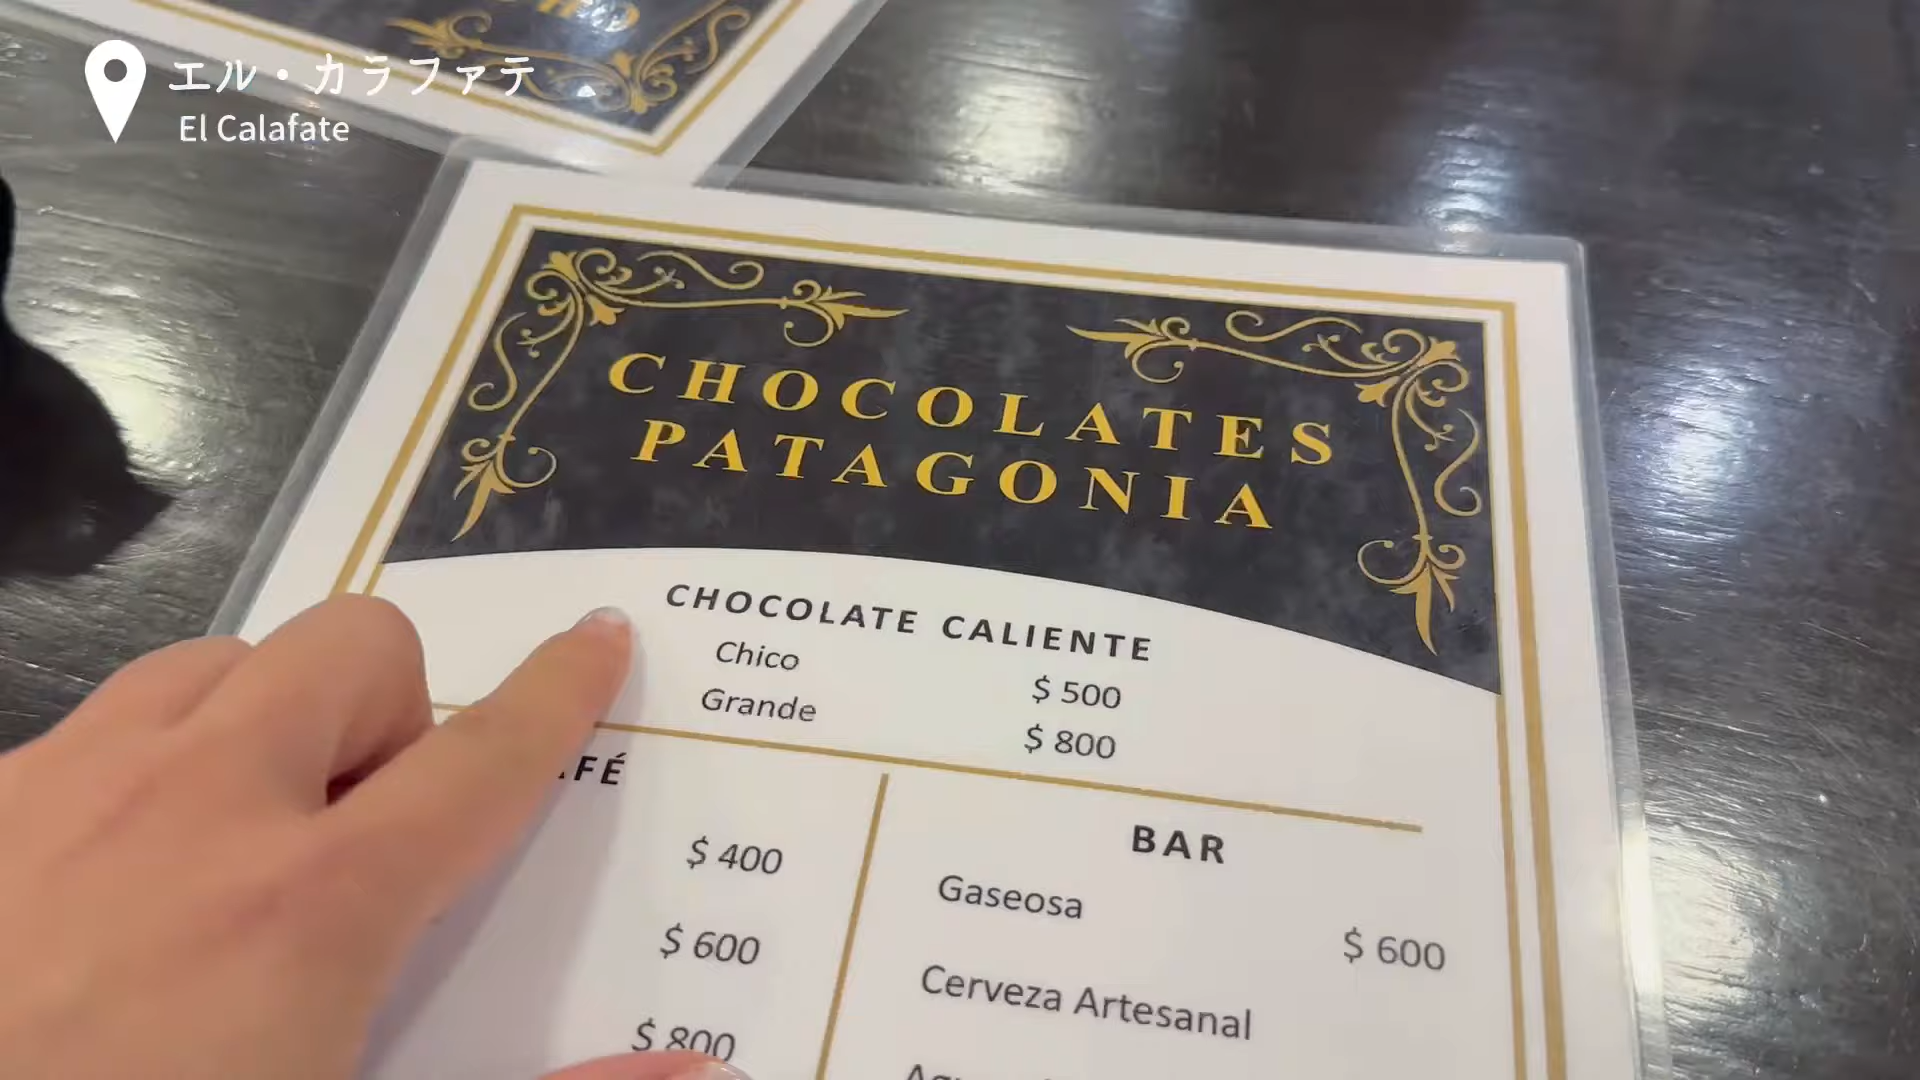 エル・カラファテ
El Calafate
CHOCOLATES
PATAGONIA
CHOCOLATE CALIENTE
Chico $ 500
Grande $ 800
$ 400
$ 600
$ 800
BAR
Gaseosa $ 600
Cerveza Artesanal